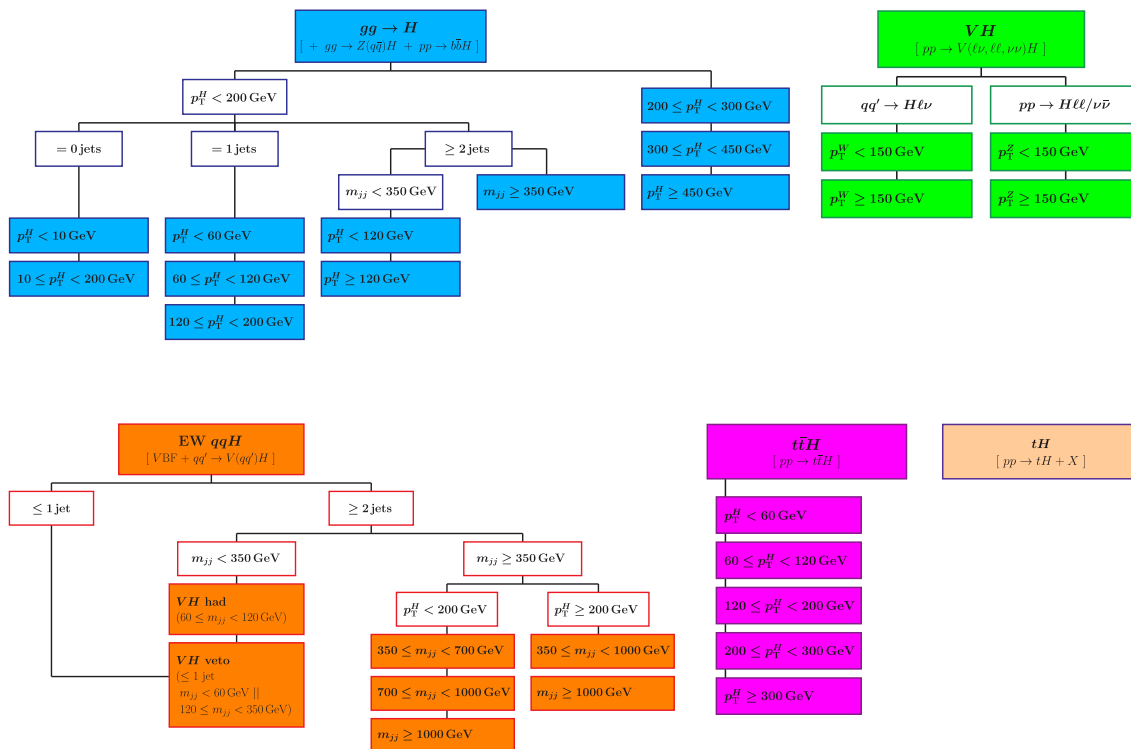 gg → H
[ + gg → Z(qq̄)H + pp → bb̄H ]
p_T^H < 200 GeV
= 0 jets
= 1 jets
≥ 2 jets
m_jj < 350 GeV
m_jj ≥ 350 GeV
p_T^H < 10 GeV
10 ≤ p_T^H < 200 GeV
p_T^H < 60 GeV
60 ≤ p_T^H < 120 GeV
120 ≤ p_T^H < 200 GeV
p_T^H < 120 GeV
p_T^H ≥ 120 GeV
200 ≤ p_T^H < 300 GeV
300 ≤ p_T^H < 450 GeV
p_T^H ≥ 450 GeV
VH
[ pp → V(ℓν, ℓℓ, νν)H ]
qq′ → Hℓν
pp → Hℓℓ/νν̄
p_T^W < 150 GeV
p_T^W ≥ 150 GeV
p_T^Z < 150 GeV
p_T^Z ≥ 150 GeV
EW qqH
[ VBF + qq′ → V(qq′)H ]
≤ 1 jet
≥ 2 jets
m_jj < 350 GeV
VH had
(60 ≤ m_jj < 120 GeV)
VH veto
(≤ 1 jet
m_jj < 60 GeV ||
120 ≤ m_jj < 350 GeV)
m_jj ≥ 350 GeV
p_T^H < 200 GeV
350 ≤ m_jj < 700 GeV
700 ≤ m_jj < 1000 GeV
m_jj ≥ 1000 GeV
p_T^H ≥ 200 GeV
350 ≤ m_jj < 1000 GeV
m_jj ≥ 1000 GeV
tt̄H
[ pp → tt̄H ]
p_T^H < 60 GeV
60 ≤ p_T^H < 120 GeV
120 ≤ p_T^H < 200 GeV
200 ≤ p_T^H < 300 GeV
p_T^H ≥ 300 GeV
tH
[ pp → tH + X ]